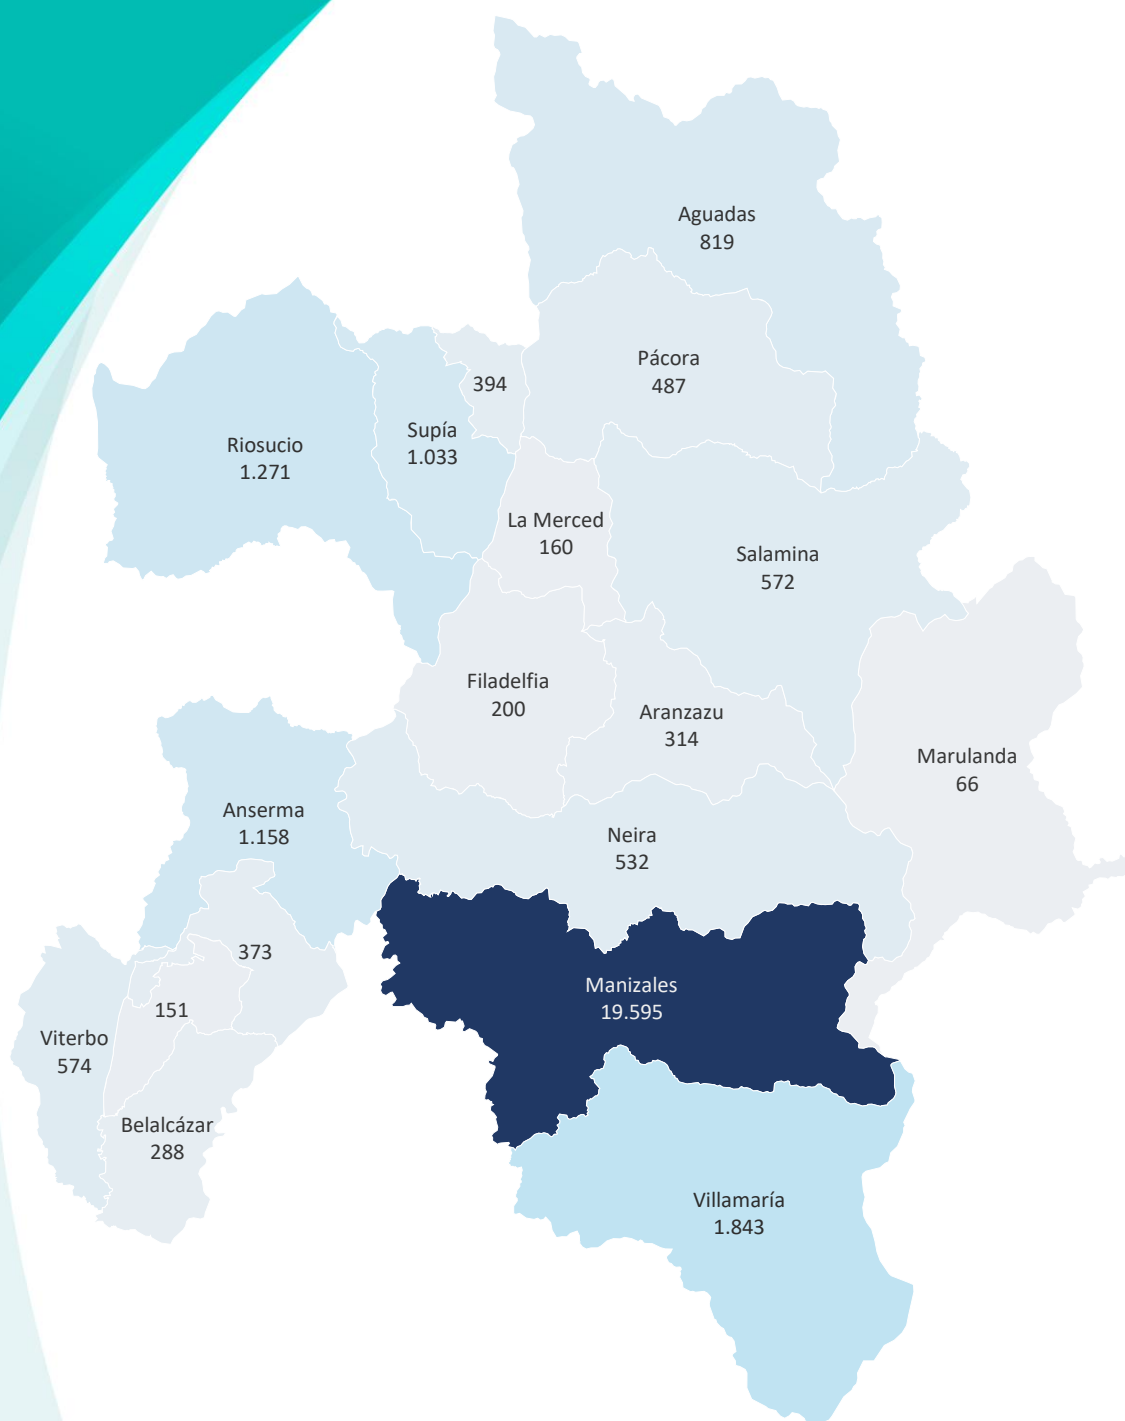 Aguadas
819
Pácora
487
394
Supía
1.033
Riosucio
1.271
La Merced
160
Salamina
572
Filadelfia
200
Aranzazu
314
Marulanda
66
Anserma
1.158
Neira
532
373
Manizales
19.595
151
Viterbo
574
Belalcázar
288
Villamaría
1.843